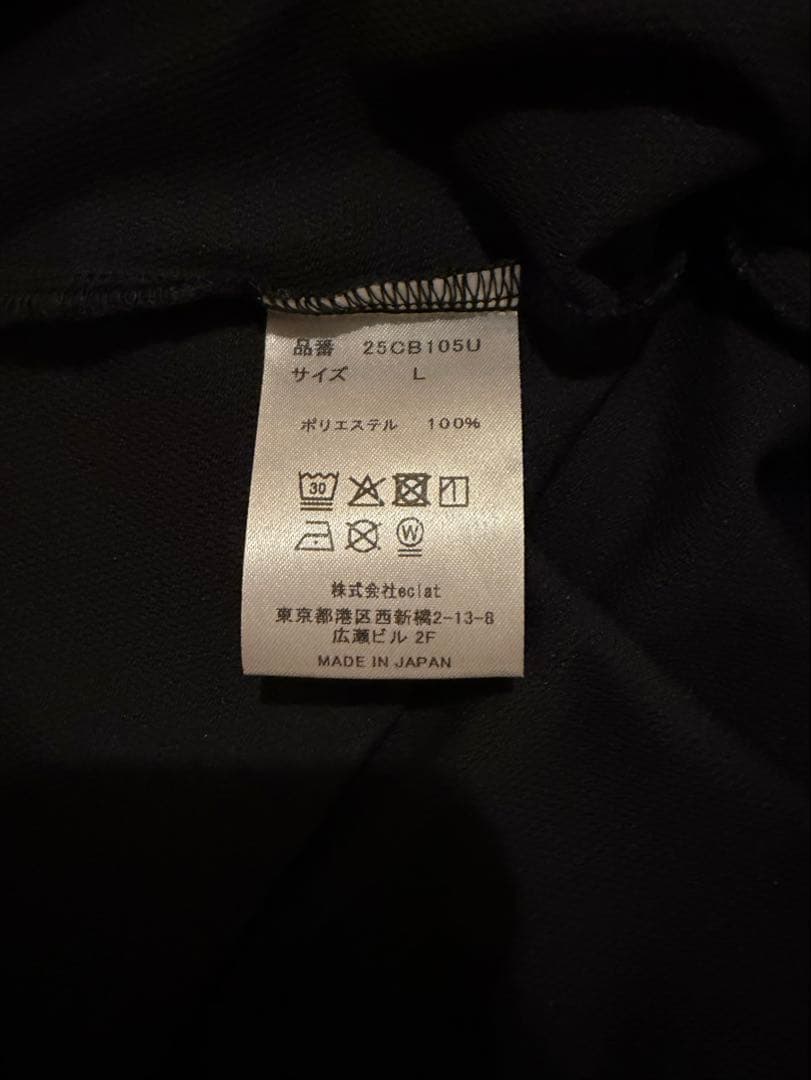 品番 25CB105U
サイズ L
ポリエステル 100%
30
W
株式会社eclat
東京都港区西新橋2-13-8
広瀬ビル 2F
MADE IN JAPAN